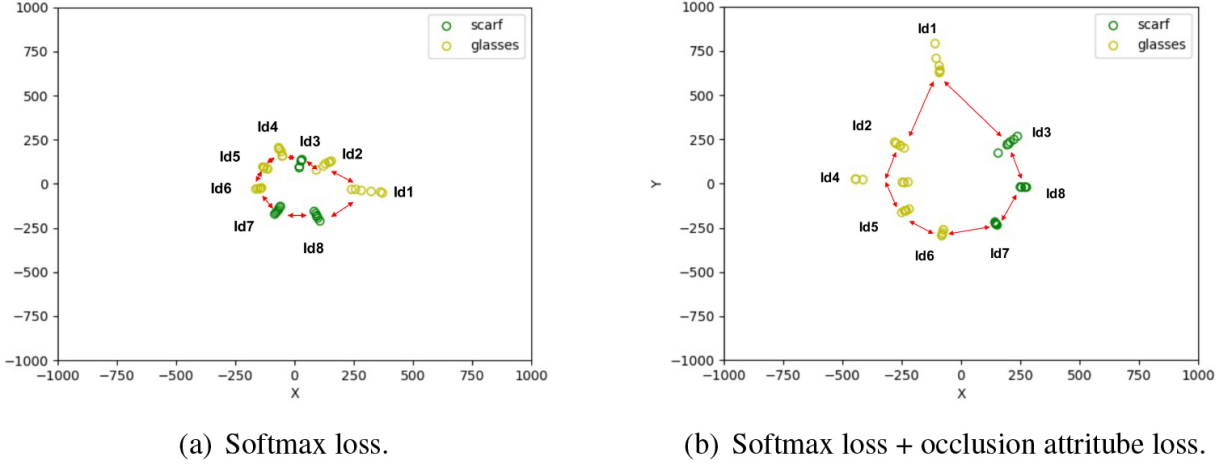 1000
750
500
250
0
−250
−500
−750
−1000
−1000 −750 −500 −250 0 250 500 750 1000
X
scarf
glasses
Id4
Id3
Id2
Id5
Id6
Id1
Id7
Id8
(a) Softmax loss.
1000
750
500
250
0
−250
−500
−750
−1000
Y
−1000 −750 −500 −250 0 250 500 750 1000
X
scarf
glasses
Id1
Id2
Id3
Id4
Id8
Id5
Id6
Id7
(b) Softmax loss + occlusion attritube loss.